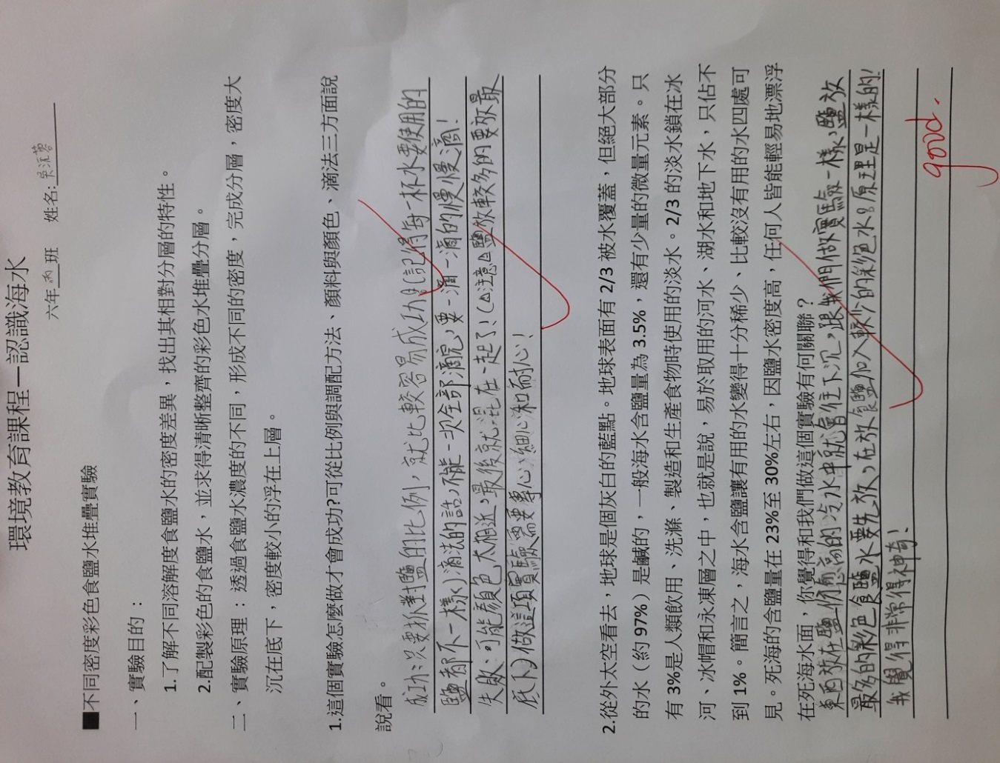 環境教育課程—認識海水
六年丙班 姓名:吳
■不同密度彩色食鹽水堆疊實驗
一、實驗目的：
1.了解不同溶解度食鹽水的密度差異，找出其相對分層的特性。
2.配製彩色的食鹽水，並求得清晰整齊的彩色水堆疊分層。
二、實驗原理：透過食鹽水濃度的不同，形成不同的密度，完成分層，密度大
沉在底下，密度較小的浮在上層。
1.這個實驗怎麼做才會成功?可從比例與調配方法、顏料與顏色、滴法三方面說
說看。
成功：只要抓對鹽的比例，就比較容易成功！(記得每一杯水要使用的
鹽都不一樣)滴法的話，不能一次全部滴完，要一滴一滴的慢慢滴！
失敗：可能顏色太相近，最後就混在一起了！(△注意△鹽放較多的要放最
底下)做這項實驗需要專心、細心和耐心！
2.從外太空看去，地球是個灰白的藍點。地球表面有 2/3 被水覆蓋，但絕大部分
的水（約 97%）是鹹的，一般海水含鹽量為 3.5%，還有少量的微量元素。只
有 3%是人類飲用、洗滌、製造和生產食物時使用的淡水。2/3 的淡水鎖在冰
河、冰帽和永凍層之中，也就是說，易於取用的河水、湖水和地下水，只佔不
到 1%。簡言之，海水含鹽讓有用的水變得十分稀少、比較沒有用的水四處可
見。死海的含鹽量在 23%至 30%左右，因鹽水密度高，任何人皆能輕易地漂浮
在死海水面，你覺得和我們做這個實驗有何關聯？
東西放在鹽份愈高的冷水中就會往下沉，跟我們做實驗一樣，鹽放
最多的彩色食鹽水要先放，在放食鹽加入較少的彩色水。原理是一樣的！
我覺得非常得神奇！
good.